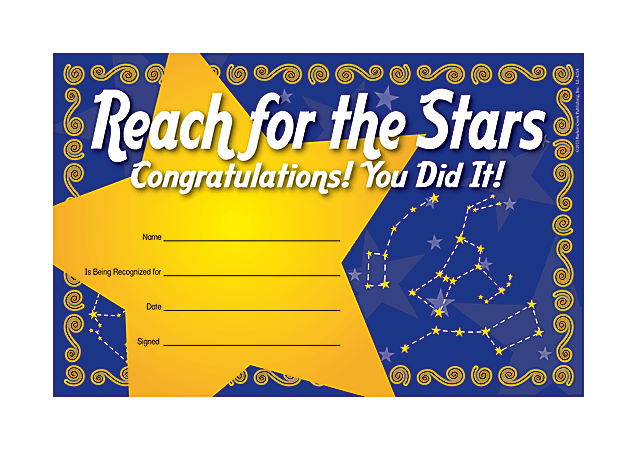 Reach for the Stars
Congratulations! You Did It!
Name
Is Being Recognized for
Date
Signed